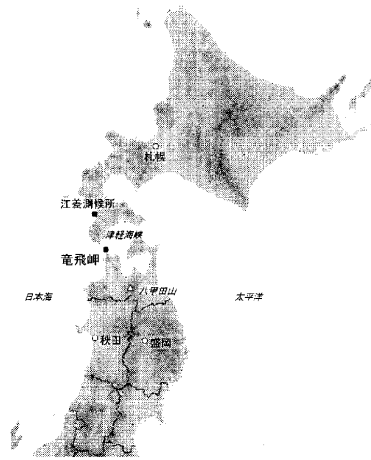 札幌
江差測候所
津軽海峡
竜飛岬
八甲田山
日本海
太平洋
秋田
盛岡